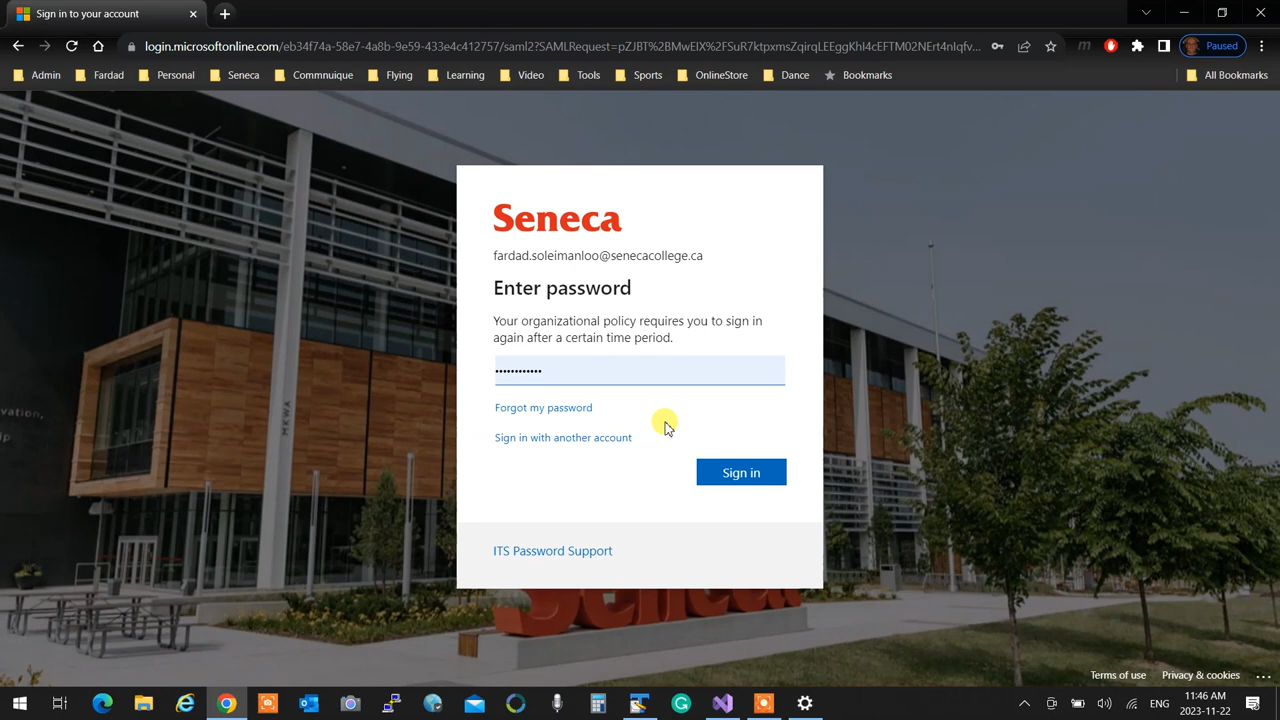 Sign in to your account
login.microsoftonline.com/eb34f74a-58e7-4a8b-9e59-433e4c412757/saml2?SAMLRequest=pZJBT%2BMwEIX%2FSuR7ktpxmsZqirqLEEggKhI4cEFTM02NErt4nIqfv...
Paused
Admin Fardad Personal Seneca Commnuique Flying Learning Video Tools Sports OnlineStore Dance Bookmarks All Bookmarks
Seneca
fardad.soleimanloo@senecacollege.ca
Enter password
Your organizational policy requires you to sign in
again after a certain time period.
••••••••••••
Forgot my password
Sign in with another account
Sign in
ITS Password Support
MKWA
Seneca
Terms of use Privacy & cookies ...
ENG
11:46 AM
2023-11-22